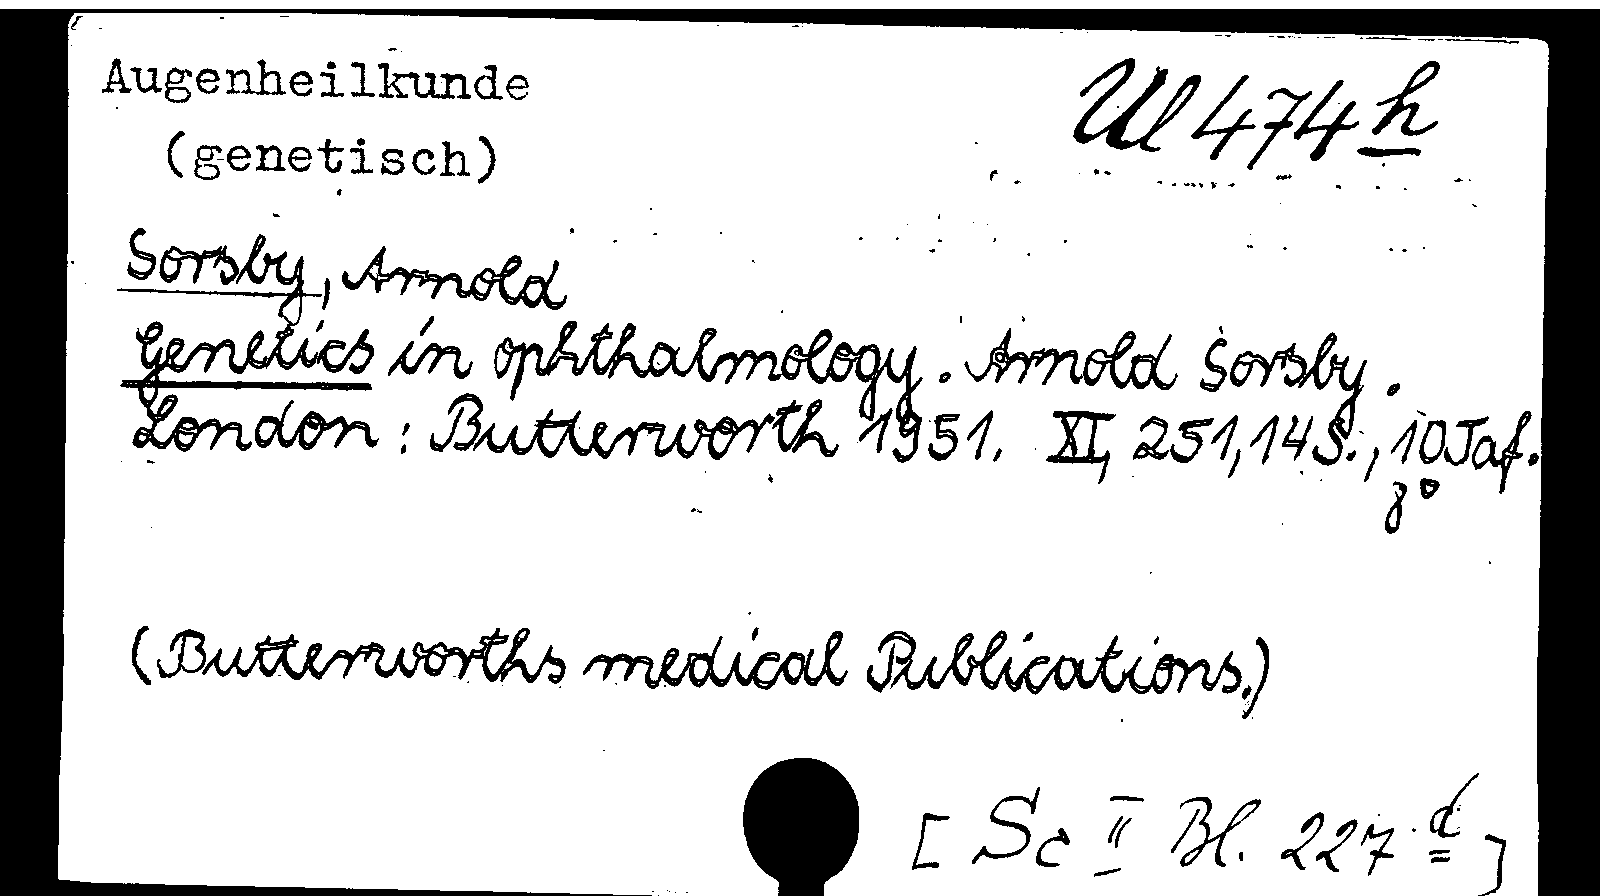 Augenheilkunde
(genetisch)
Ul 474 h
Sorsby, Arnold
Genetics in ophthalmology. Arnold Sorsby.
London: Butterworth 1951. XI, 251, 14 S., 10 Taf.
8°
(Butterworths medical Publications.)
[ Sc II Bl. 227 d ]